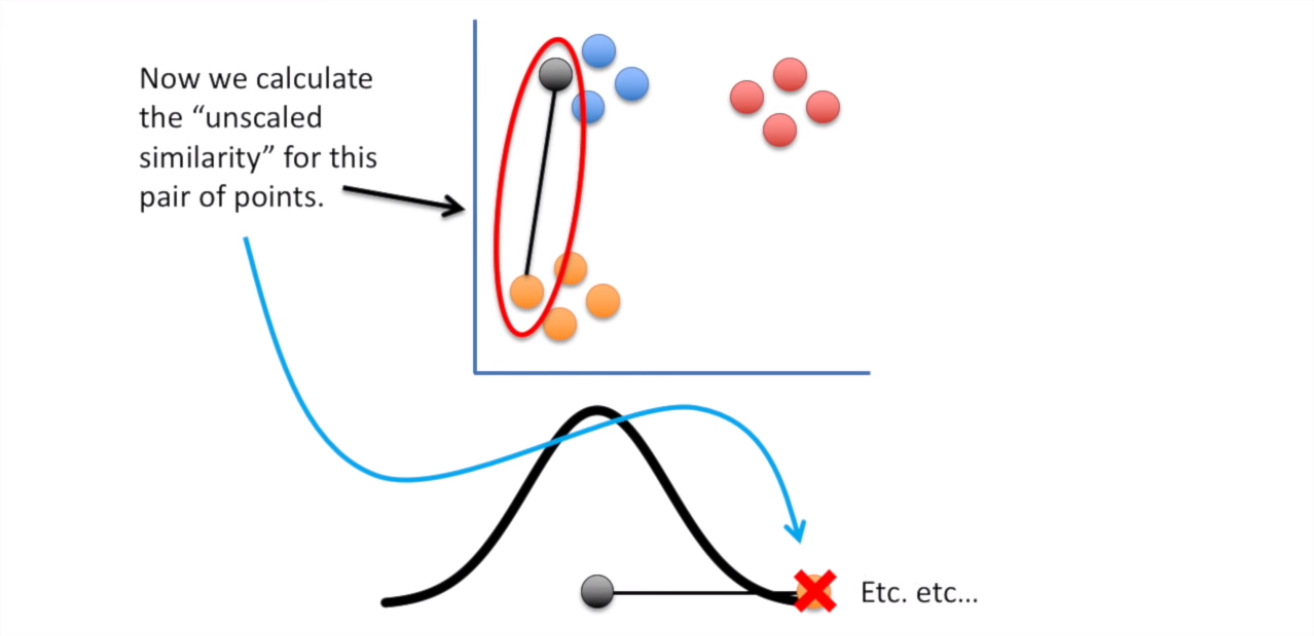 Now we calculate
the “unscaled
similarity” for this
pair of points.
Etc. etc...